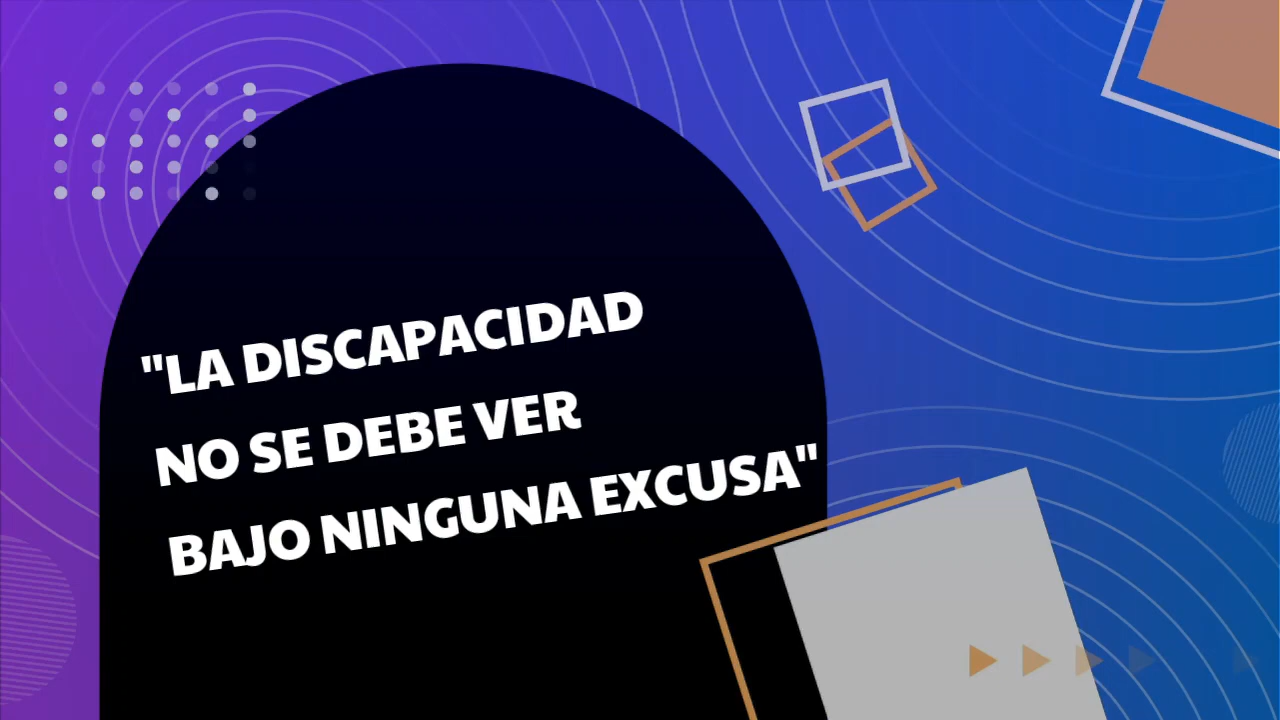 "LA DISCAPACIDAD
NO SE DEBE VER
BAJO NINGUNA EXCUSA"